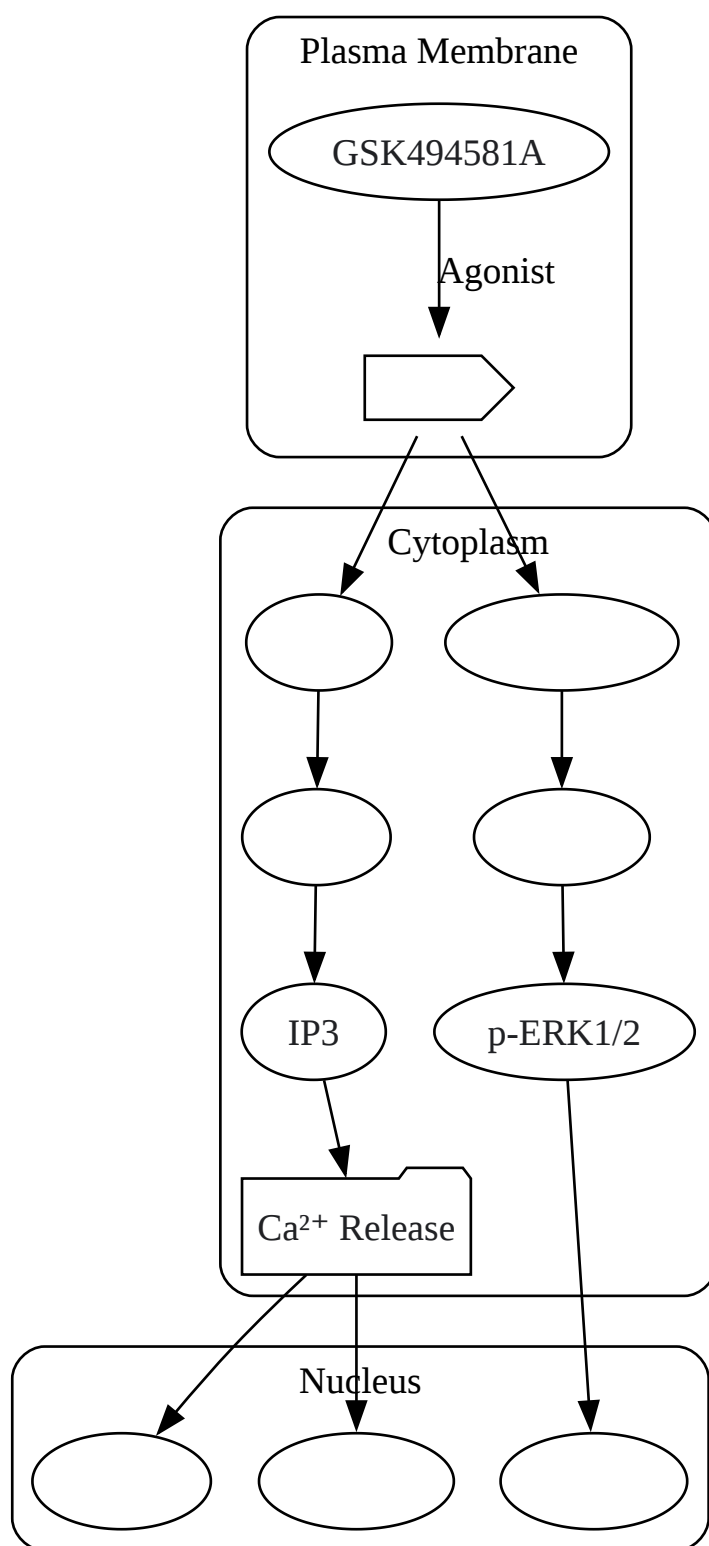 Plasma Membrane
GSK494581A
Agonist
Cytoplasm
IP3
p-ERK1/2
Ca²⁺ Release
Nucleus